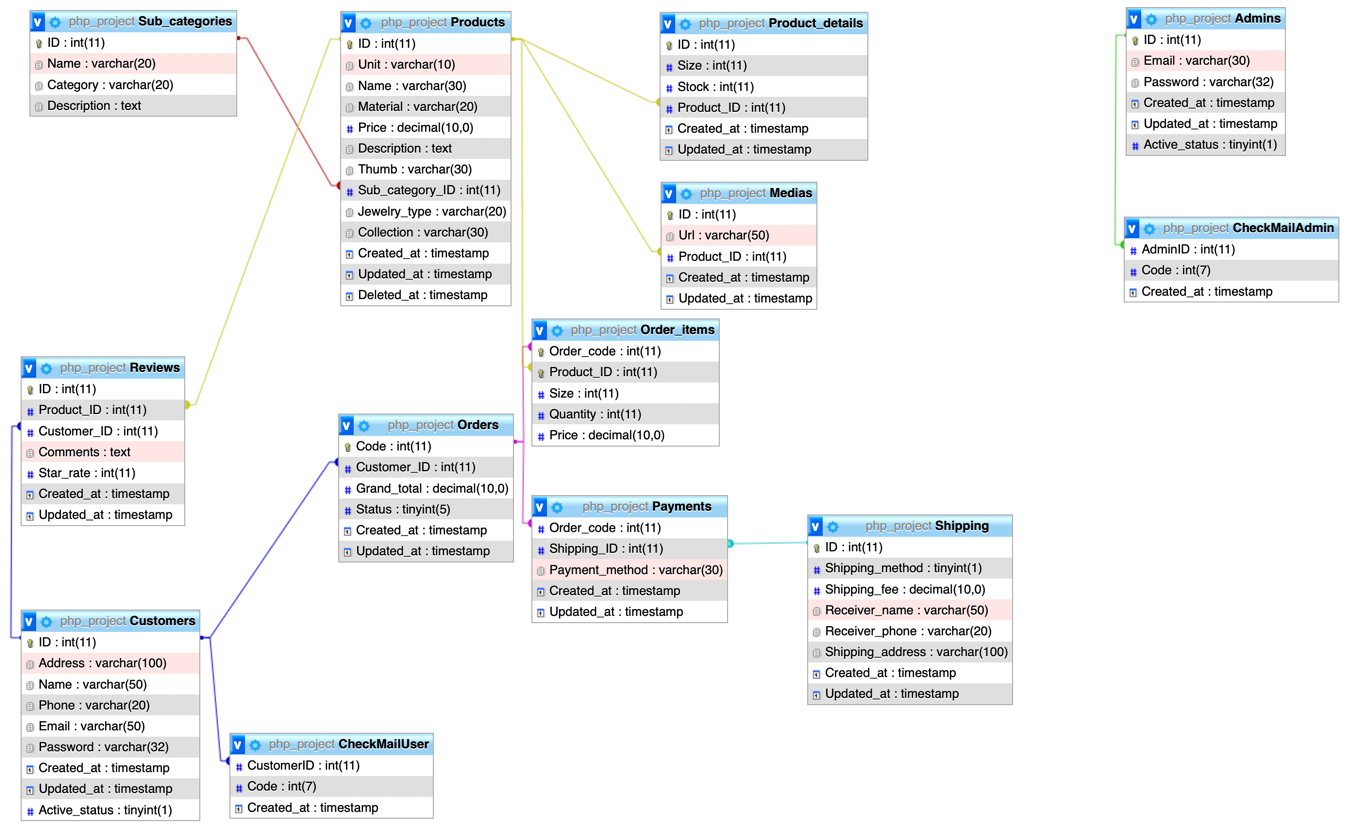 php_project Sub_categories
ID : int(11)
Name : varchar(20)
Category : varchar(20)
Description : text
php_project Products
ID : int(11)
Unit : varchar(10)
Name : varchar(30)
Material : varchar(20)
Price : decimal(10,0)
Description : text
Thumb : varchar(30)
Sub_category_ID : int(11)
Jewelry_type : varchar(20)
Collection : varchar(30)
Created_at : timestamp
Updated_at : timestamp
Deleted_at : timestamp
php_project Product_details
ID : int(11)
Size : int(11)
Stock : int(11)
Product_ID : int(11)
Created_at : timestamp
Updated_at : timestamp
php_project Admins
ID : int(11)
Email : varchar(30)
Password : varchar(32)
Created_at : timestamp
Updated_at : timestamp
Active_status : tinyint(1)
php_project Medias
ID : int(11)
Url : varchar(50)
Product_ID : int(11)
Created_at : timestamp
Updated_at : timestamp
php_project CheckMailAdmin
AdminID : int(11)
Code : int(7)
Created_at : timestamp
php_project Order_items
Order_code : int(11)
Product_ID : int(11)
Size : int(11)
Quantity : int(11)
Price : decimal(10,0)
php_project Reviews
ID : int(11)
Product_ID : int(11)
Customer_ID : int(11)
Comments : text
Star_rate : int(11)
Created_at : timestamp
Updated_at : timestamp
php_project Orders
Code : int(11)
Customer_ID : int(11)
Grand_total : decimal(10,0)
Status : tinyint(5)
Created_at : timestamp
Updated_at : timestamp
php_project Payments
Order_code : int(11)
Shipping_ID : int(11)
Payment_method : varchar(30)
Created_at : timestamp
Updated_at : timestamp
php_project Shipping
ID : int(11)
Shipping_method : tinyint(1)
Shipping_fee : decimal(10,0)
Receiver_name : varchar(50)
Receiver_phone : varchar(20)
Shipping_address : varchar(100)
Created_at : timestamp
Updated_at : timestamp
php_project Customers
ID : int(11)
Address : varchar(100)
Name : varchar(50)
Phone : varchar(20)
Email : varchar(50)
Password : varchar(32)
Created_at : timestamp
Updated_at : timestamp
Active_status : tinyint(1)
php_project CheckMailUser
CustomerID : int(11)
Code : int(7)
Created_at : timestamp